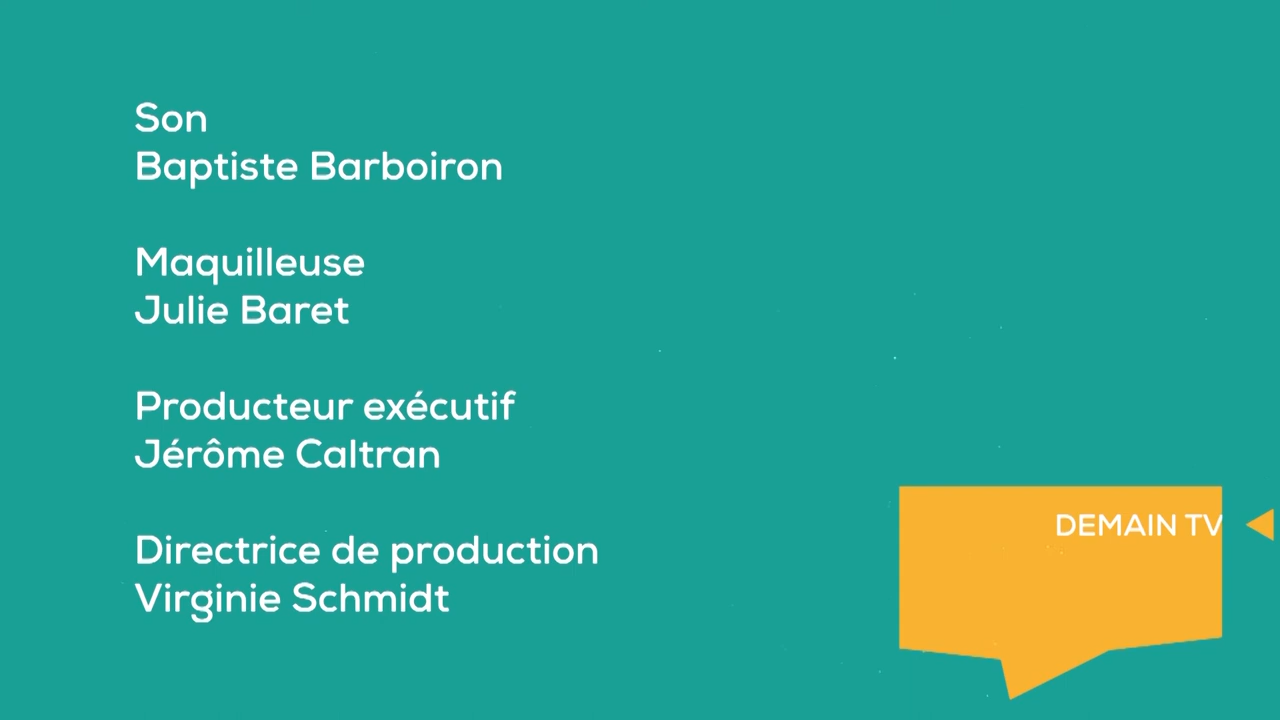 Son
Baptiste Barboiron
Maquilleuse
Julie Baret
Producteur exécutif
Jérôme Caltran
Directrice de production
Virginie Schmidt
DEMAIN TV